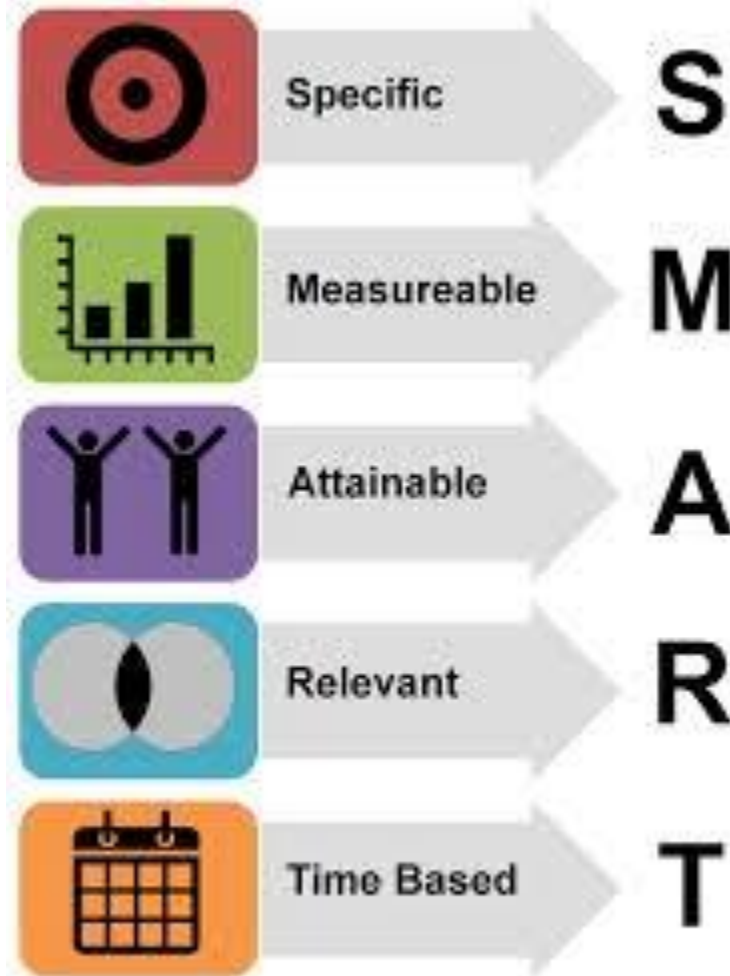 Specific S
Measureable M
Attainable A
Relevant R
Time Based T